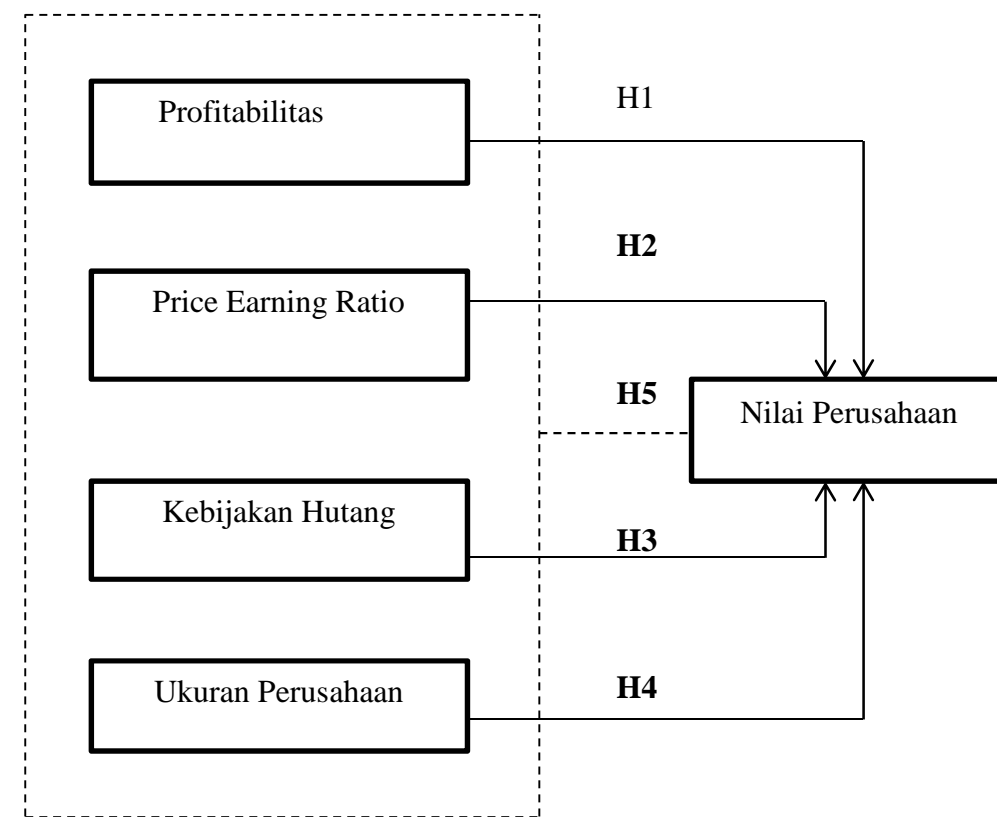 Profitabilitas
H1
H2
Price Earning Ratio
H5
Nilai Perusahaan
Kebijakan Hutang
H3
Ukuran Perusahaan
H4